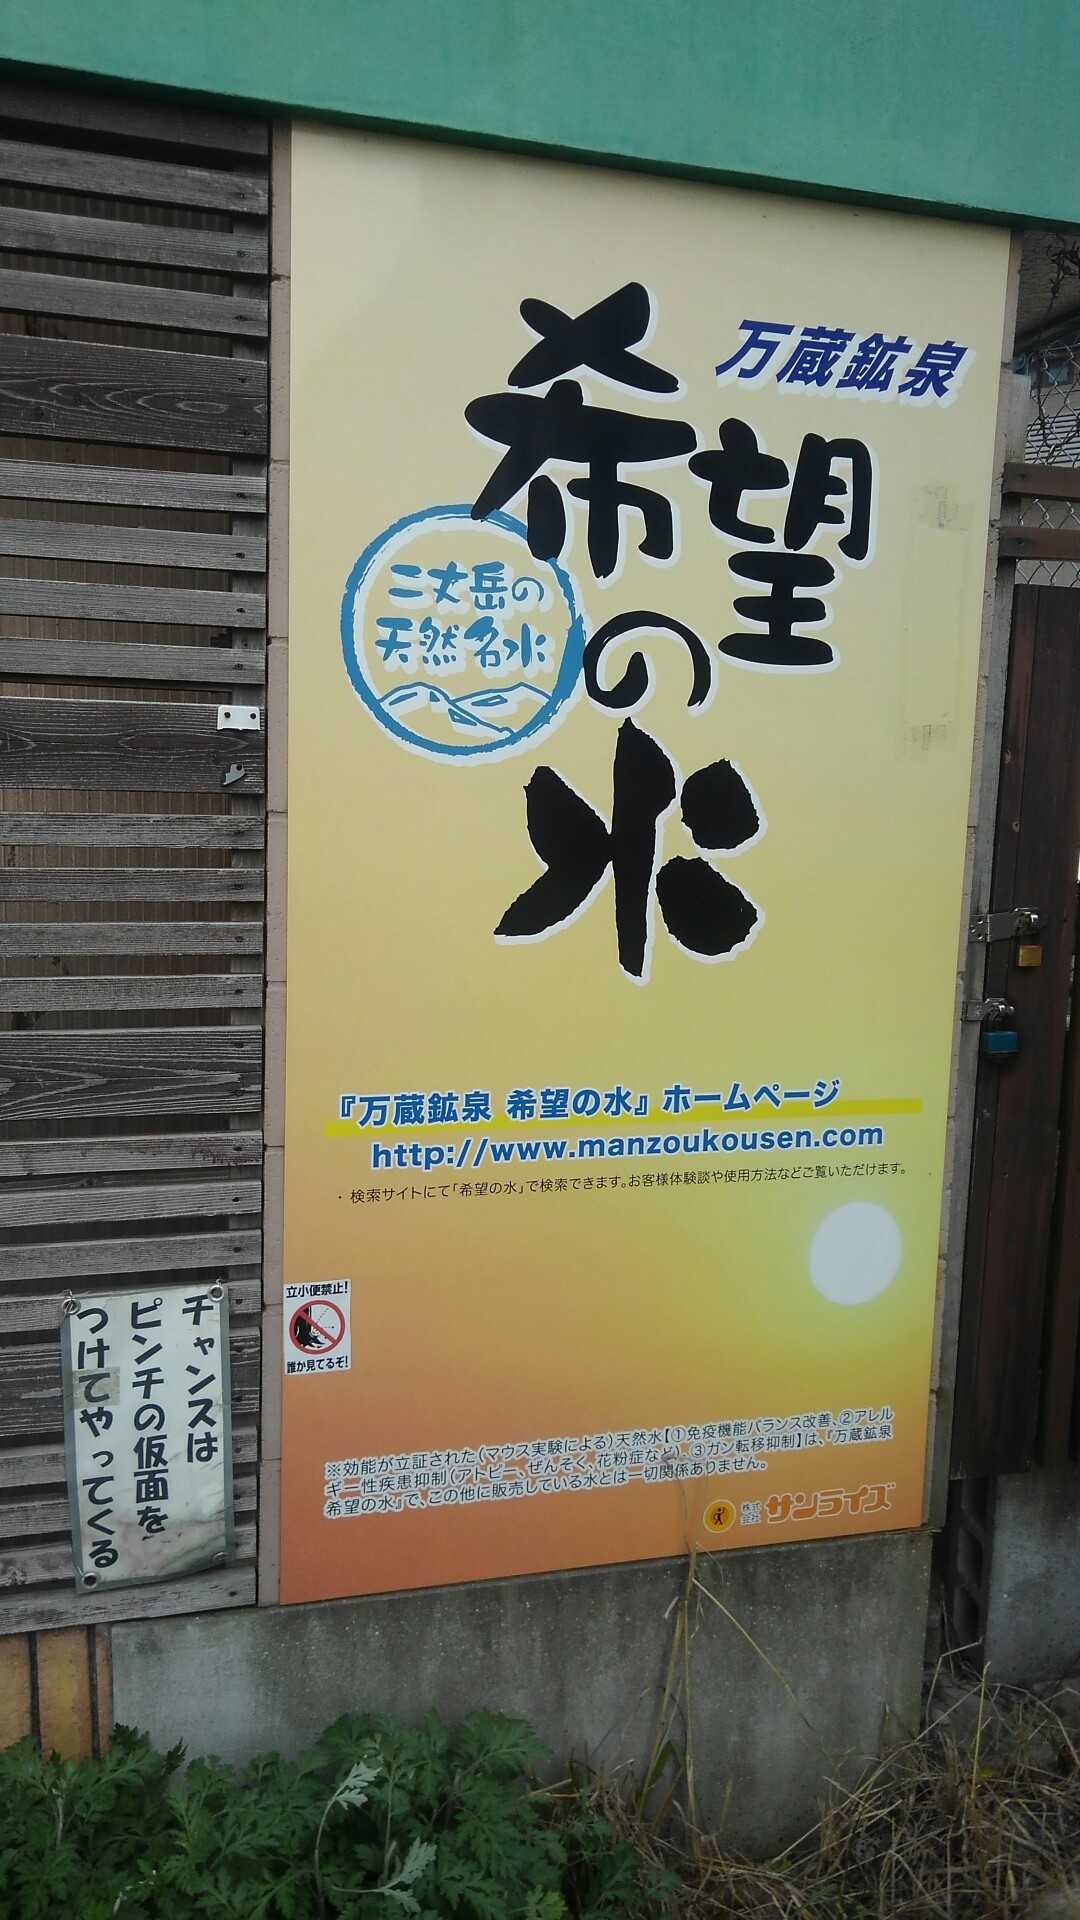 万蔵鉱泉
希望の水
二丈岳の
天然名水
『万蔵鉱泉 希望の水』ホームページ
http://www.manzoukousen.com
・検索サイトにて「希望の水」で検索できます。お客様体験談や使用方法などご覧いただけます。
立小便禁止!
誰か見てるぞ!
チャンスは
ピンチの仮面を
つけてやってくる
※効能が立証された(マウス実験による)天然水【①免疫機能バランス改善、②アレル
ギー性疾患抑制(アトピー、ぜんそく、花粉症など)、③ガン転移抑制】は、『万蔵鉱泉
希望の水』で、この他に販売している水とは一切関係ありません。
株式会社 サンライズ